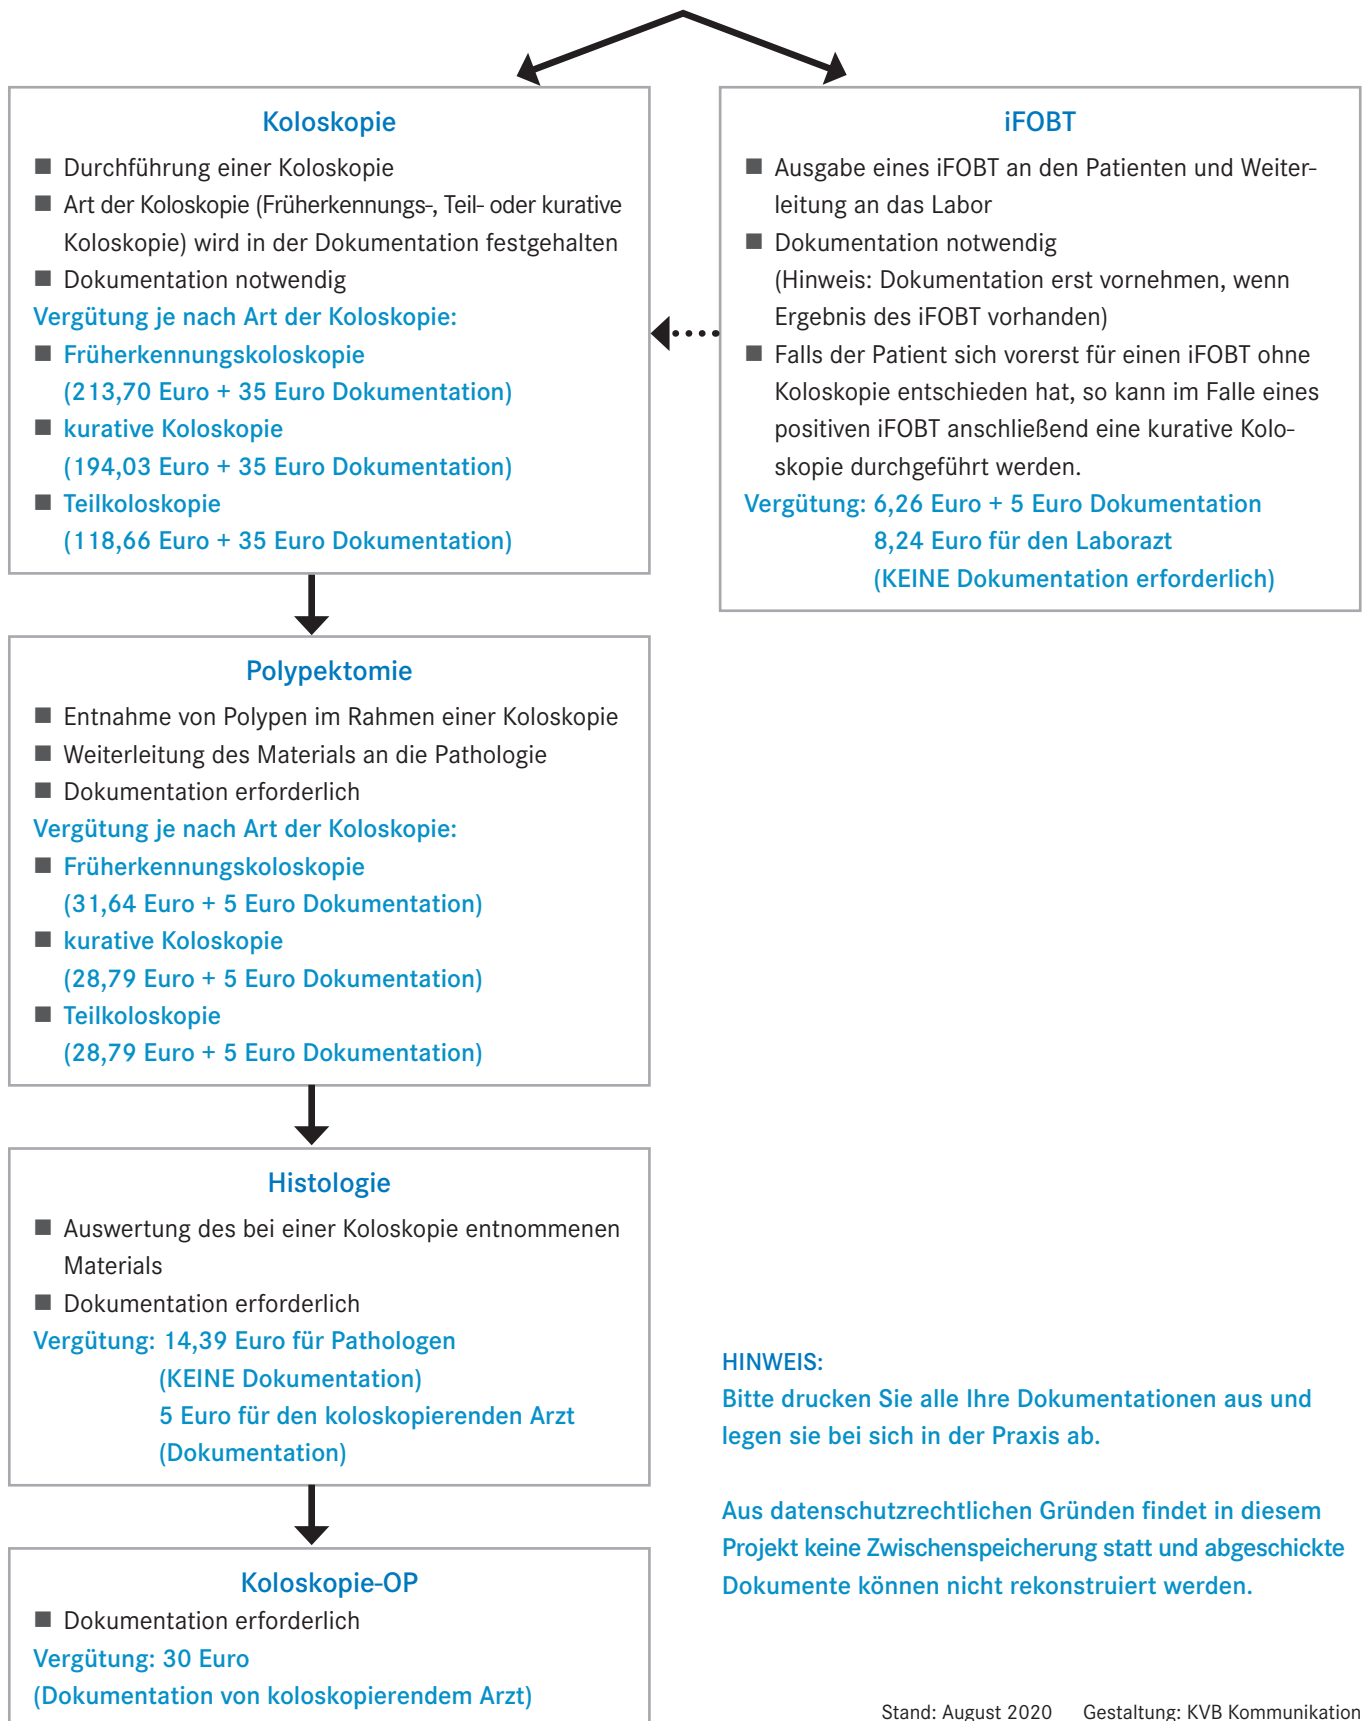 Koloskopie
■ Durchführung einer Koloskopie
■ Art der Koloskopie (Früherkennungs-, Teil- oder kurative
Koloskopie) wird in der Dokumentation festgehalten
■ Dokumentation notwendig
Vergütung je nach Art der Koloskopie:
■ Früherkennungskoloskopie
(213,70 Euro + 35 Euro Dokumentation)
■ kurative Koloskopie
(194,03 Euro + 35 Euro Dokumentation)
■ Teilkoloskopie
(118,66 Euro + 35 Euro Dokumentation)
iFOBT
■ Ausgabe eines iFOBT an den Patienten und Weiter-
leitung an das Labor
■ Dokumentation notwendig
(Hinweis: Dokumentation erst vornehmen, wenn
Ergebnis des iFOBT vorhanden)
■ Falls der Patient sich vorerst für einen iFOBT ohne
Koloskopie entschieden hat, so kann im Falle eines
positiven iFOBT anschließend eine kurative Kolo-
skopie durchgeführt werden.
Vergütung: 6,26 Euro + 5 Euro Dokumentation
8,24 Euro für den Laborazt
(KEINE Dokumentation erforderlich)
Polypektomie
■ Entnahme von Polypen im Rahmen einer Koloskopie
■ Weiterleitung des Materials an die Pathologie
■ Dokumentation erforderlich
Vergütung je nach Art der Koloskopie:
■ Früherkennungskoloskopie
(31,64 Euro + 5 Euro Dokumentation)
■ kurative Koloskopie
(28,79 Euro + 5 Euro Dokumentation)
■ Teilkoloskopie
(28,79 Euro + 5 Euro Dokumentation)
Histologie
■ Auswertung des bei einer Koloskopie entnommenen
Materials
■ Dokumentation erforderlich
Vergütung: 14,39 Euro für Pathologen
(KEINE Dokumentation)
5 Euro für den koloskopierenden Arzt
(Dokumentation)
Koloskopie-OP
■ Dokumentation erforderlich
Vergütung: 30 Euro
(Dokumentation von koloskopierendem Arzt)
HINWEIS:
Bitte drucken Sie alle Ihre Dokumentationen aus und
legen sie bei sich in der Praxis ab.
Aus datenschutzrechtlichen Gründen findet in diesem
Projekt keine Zwischenspeicherung statt und abgeschickte
Dokumente können nicht rekonstruiert werden.
Stand: August 2020 Gestaltung: KVB Kommunikation